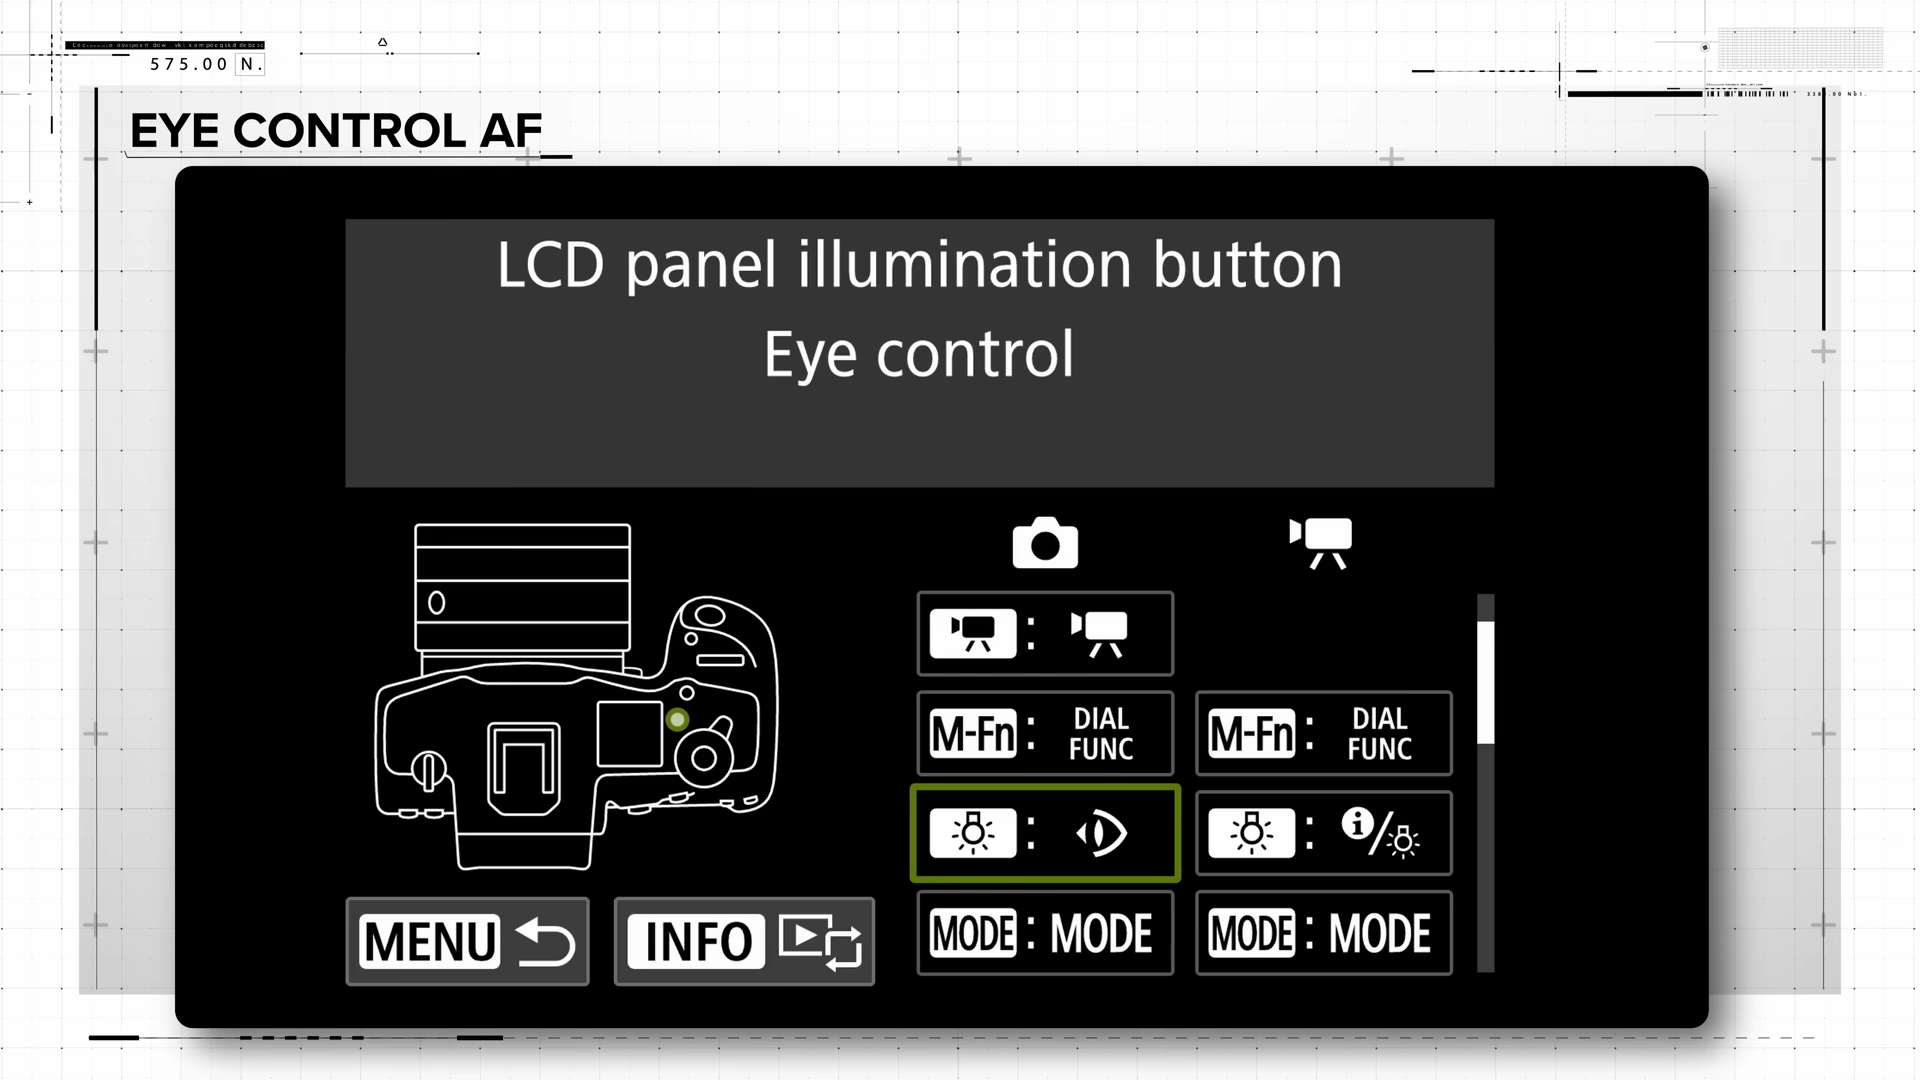 575.00 N.
EYE CONTROL AF
LCD panel illumination button
Eye control
M-Fn : DIAL FUNC
M-Fn : DIAL FUNC
MODE : MODE
MODE : MODE
MENU
INFO